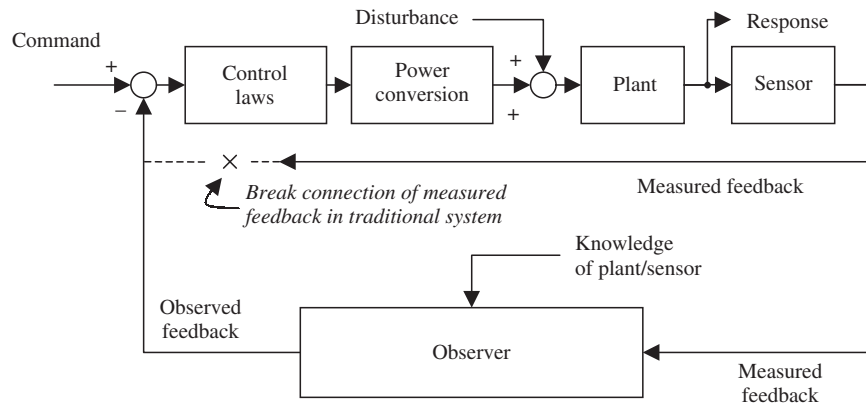 Disturbance
Response
Command
+
−
Control
laws
Power
conversion
+
+
Plant
Sensor
Measured feedback
Break connection of measured
feedback in traditional system
Knowledge
of plant/sensor
Observed
feedback
Observer
Measured
feedback